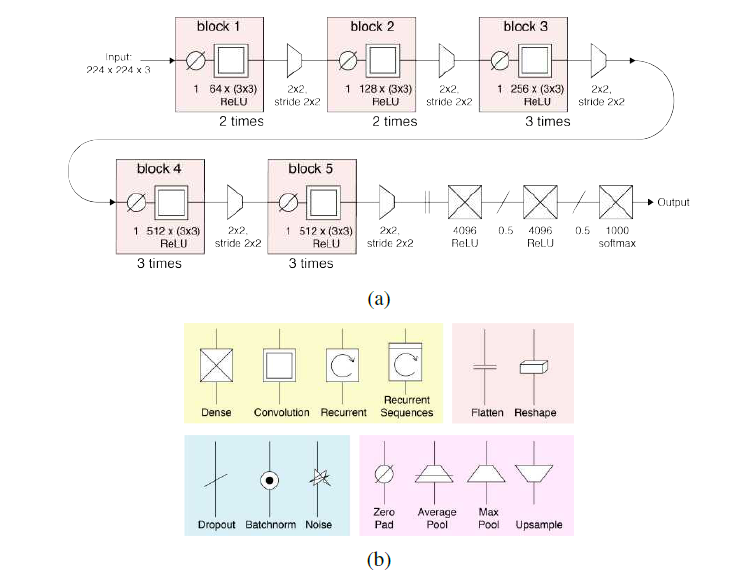 block 1
block 2
block 3
Input:
224 x 224 x 3
1 64 x (3x3)
ReLU
2x2,
stride 2x2
1 128 x (3x3)
ReLU
2x2,
stride 2x2
1 256 x (3x3)
ReLU
2x2,
stride 2x2
2 times
2 times
3 times
block 4
block 5
Output
1 512 x (3x3)
ReLU
2x2,
stride 2x2
1 512 x (3x3)
ReLU
2x2,
stride 2x2
4096
ReLU
0.5
4096
ReLU
0.5
1000
softmax
3 times
3 times
(a)
Dense
Convolution
Recurrent
Recurrent
Sequences
Flatten
Reshape
Dropout
Batchnorm
Noise
Zero
Pad
Average
Pool
Max
Pool
Upsample
(b)